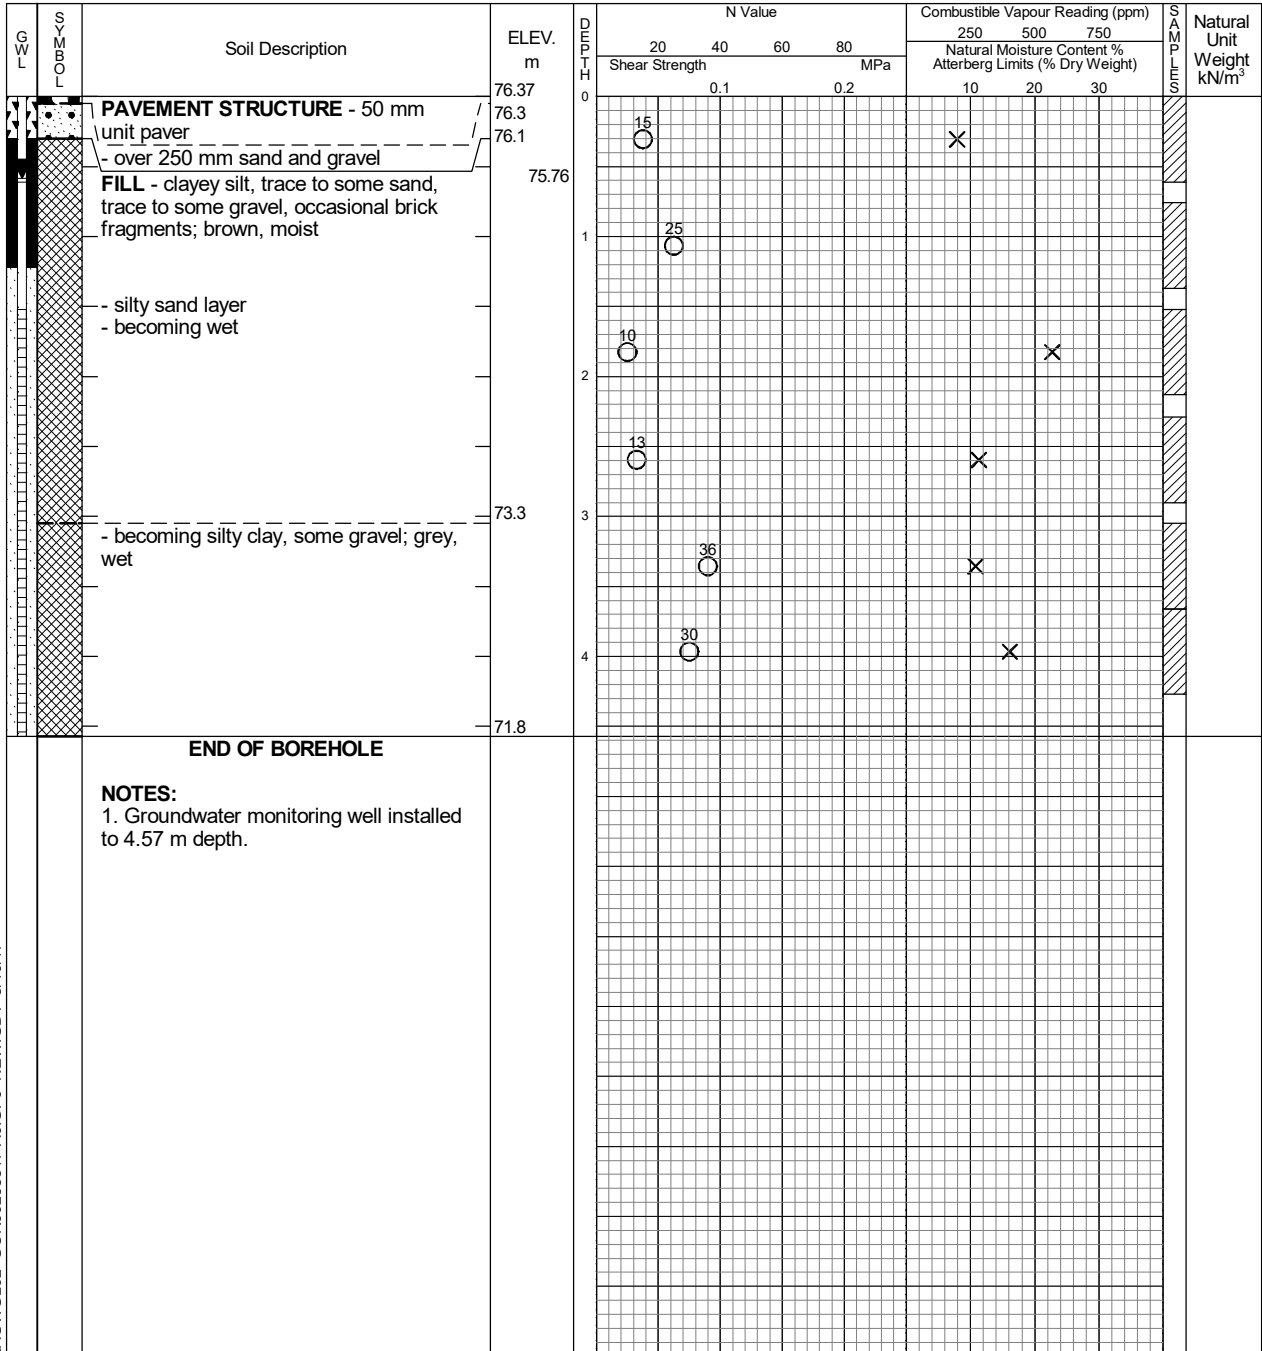 GWL
SYMBOL
Soil Description
ELEV.
m
DEPTH
N Value
20 40 60 80
Shear Strength MPa
0.1 0.2
Combustible Vapour Reading (ppm)
250 500 750
Natural Moisture Content %
Atterberg Limits (% Dry Weight)
10 20 30
SAMPLES
Natural
Unit
Weight
kN/m³
76.37
0
PAVEMENT STRUCTURE - 50 mm
unit paver
76.3
76.1
- over 250 mm sand and gravel
75.76
FILL - clayey silt, trace to some sand,
trace to some gravel, occasional brick
fragments; brown, moist
15
25
1
- silty sand layer
- becoming wet
10
2
13
73.3
3
- becoming silty clay, some gravel; grey,
wet
36
30
4
71.8
END OF BOREHOLE
NOTES:
1. Groundwater monitoring well installed
to 4.57 m depth.